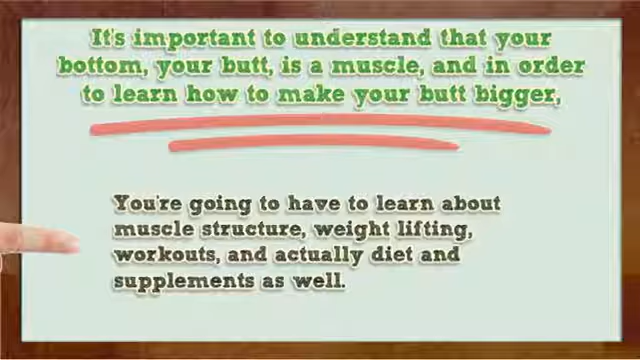 It's important to understand that your
bottom, your butt, is a muscle, and in order
to learn how to make your butt bigger,
You're going to have to learn about
muscle structure, weight lifting,
workouts, and actually diet and
supplements as well.